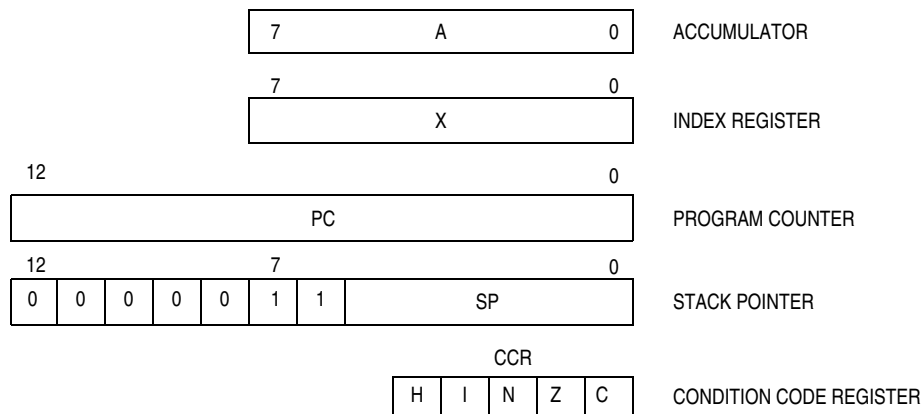 7 A 0 ACCUMULATOR
7 0
X INDEX REGISTER
12 0
PC PROGRAM COUNTER
12 7 0
0 0 0 0 0 1 1 SP STACK POINTER
CCR
H I N Z C CONDITION CODE REGISTER